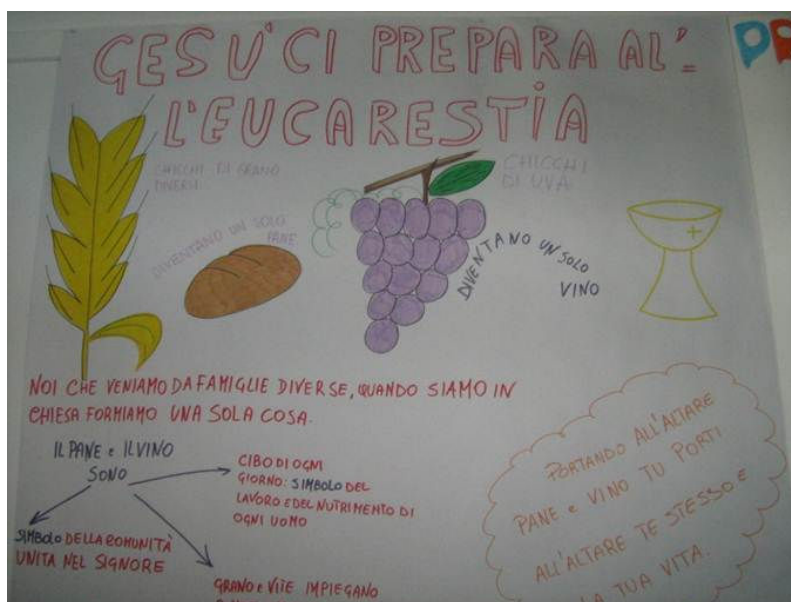 GESU' CI PREPARA AL'=
L'EUCARESTIA
CHICCHI DI GRANO
DIVERSI
DIVENTANO UN SOLO
PANE
CHICCHI
DI UVA
DIVENTANO UN SOLO
VINO
NOI CHE VENIAMO DA FAMIGLIE DIVERSE, QUANDO SIAMO IN
CHIESA FORMIAMO UNA SOLA COSA.
IL PANE e IL VINO
SONO
CIBO DI OGNI
GIORNO: SIMBOLO DEL
LAVORO E DEL NUTRIMENTO DI
OGNI UOMO
SIMBOLO DELLA COMUNITÀ
UNITA NEL SIGNORE
GRANO e VITE IMPIEGANO
PORTANDO ALL'ALTARE
PANE e VINO TU PORTI
ALL'ALTARE TE STESSO e
LA TUA VITA.
PR